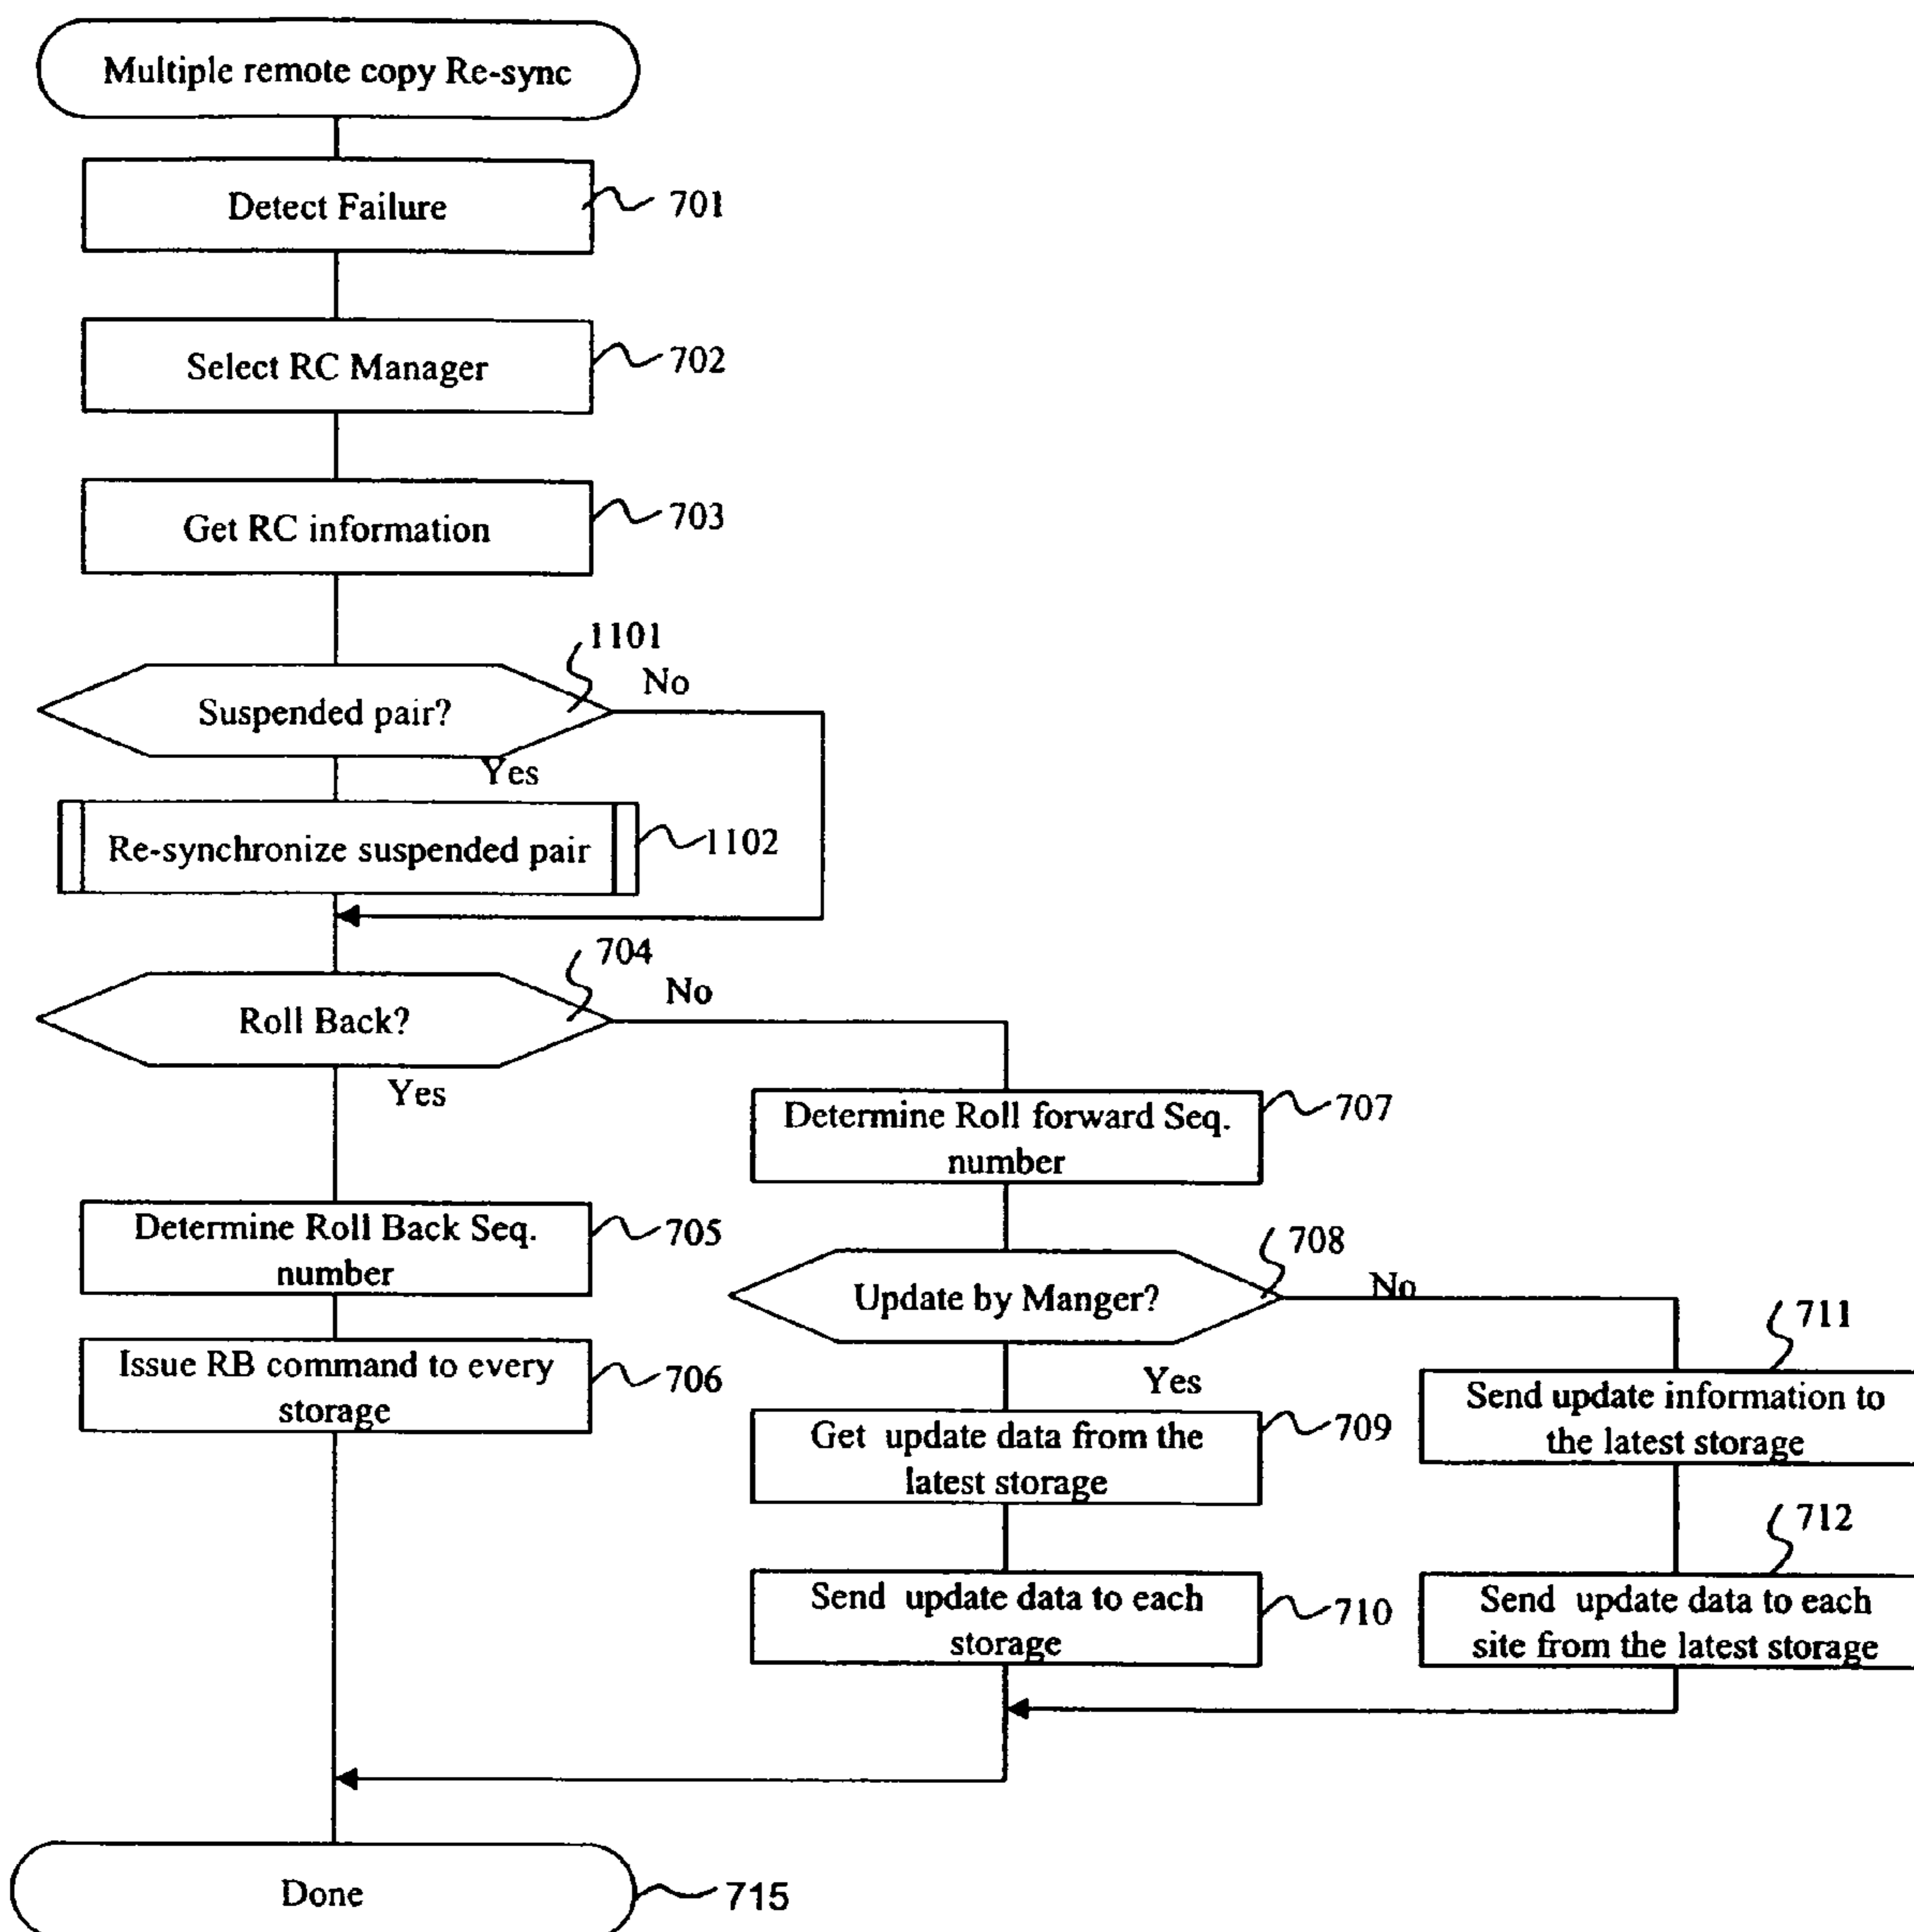 Multiple remote copy Re-sync
Detect Failure
701
Select RC Manager
702
Get RC information
703
1101
Suspended pair?
No
Yes
Re-synchronize suspended pair
1102
704
Roll Back?
No
Yes
Determine Roll forward Seq.
number
707
Determine Roll Back Seq.
number
705
708
Update by Manger?
No
Yes
Issue RB command to every
storage
706
711
Send update information to
the latest storage
Get update data from the
latest storage
709
712
Send update data to each
storage
710
Send update data to each
site from the latest storage
Done
715